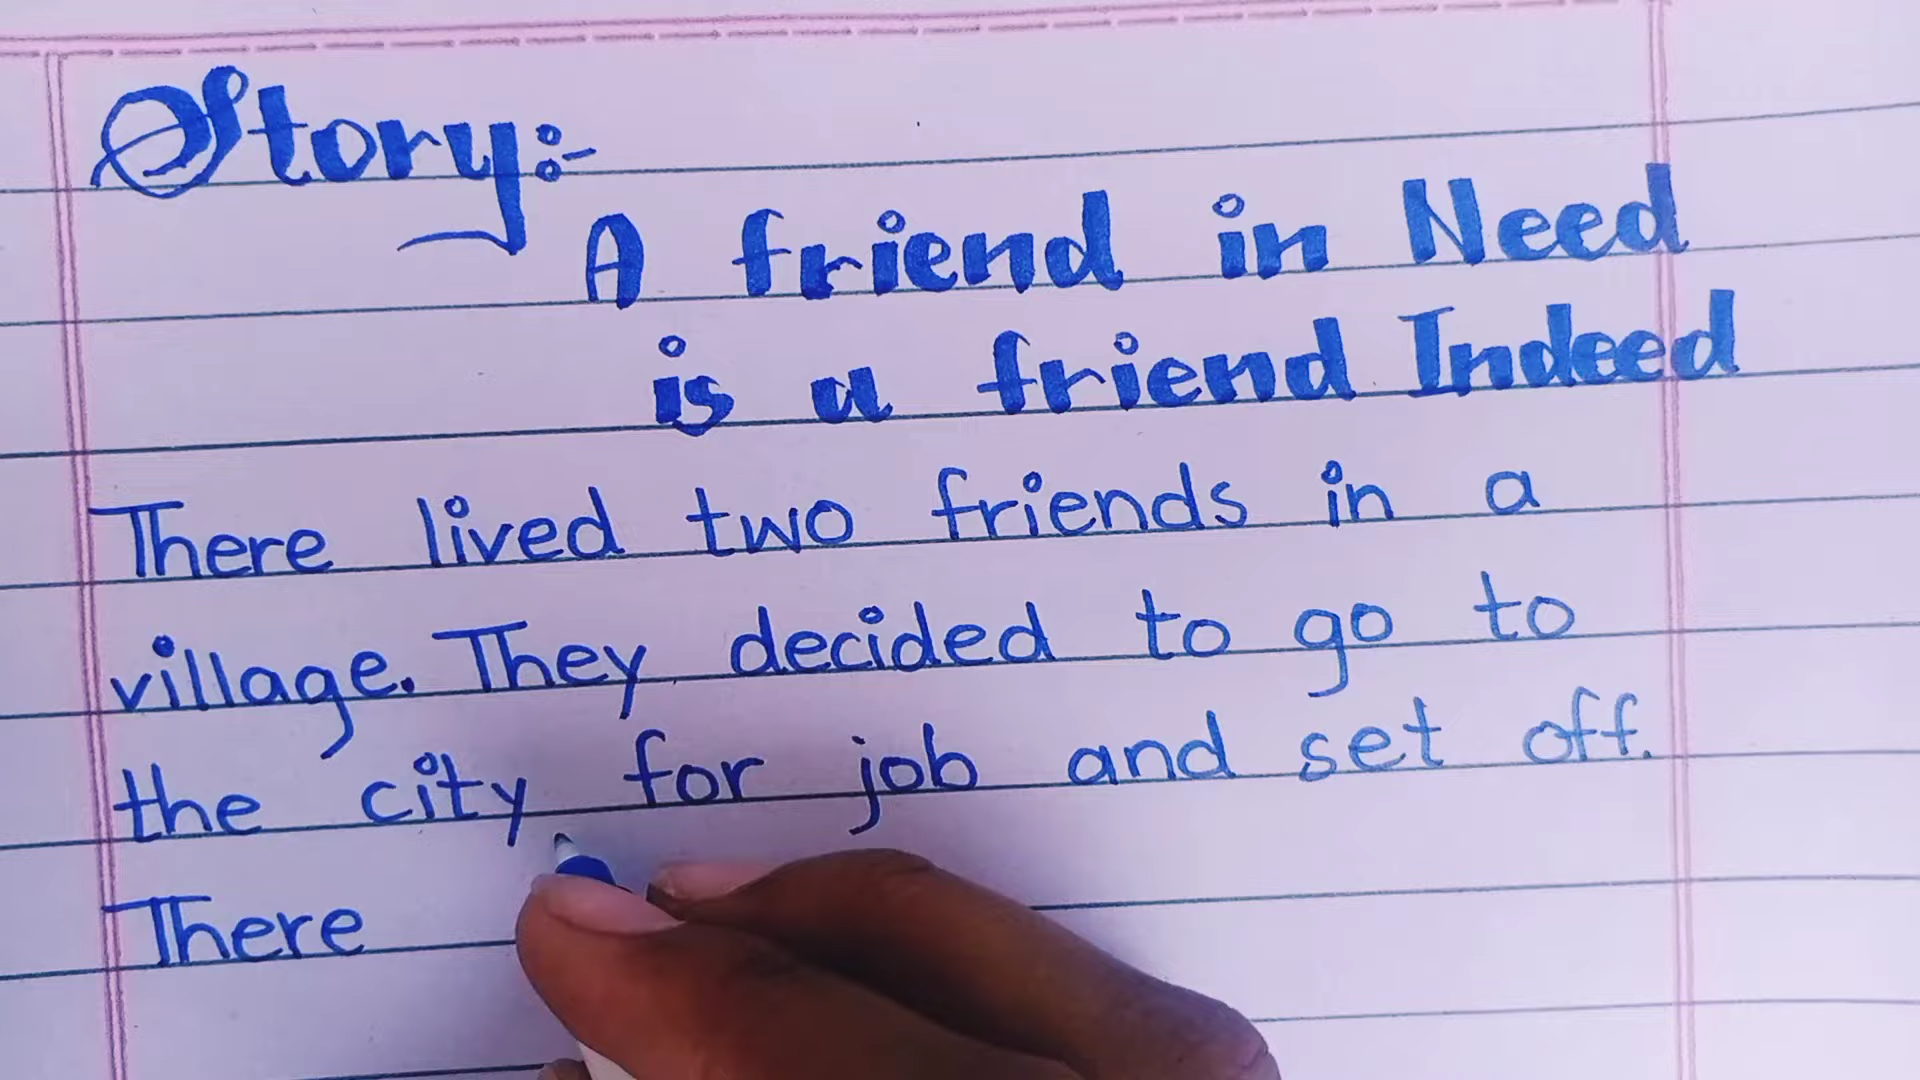 Story:-
A friend in Need
is a friend Indeed
There lived two friends in a
village. They decided to go to
the city for job and set off.
There